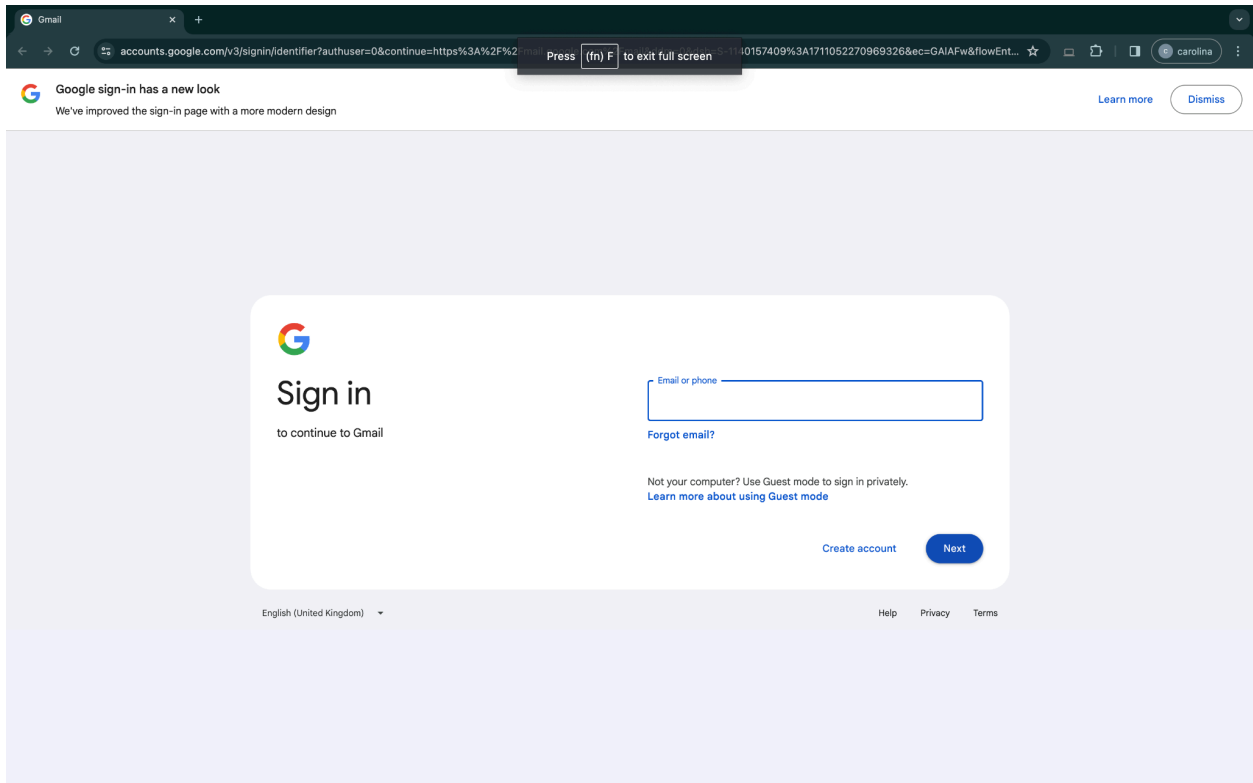 Gmail
accounts.google.com/v3/signin/identifier?authuser=0&continue=https%3A%2F%2
40157409%3A1711052270969326&ec=GAlAFw&flowEnt...
carolina
Press (fn) F to exit full screen
Google sign-in has a new look
We've improved the sign-in page with a more modern design
Learn more
Dismiss
Sign in
to continue to Gmail
Email or phone
Forgot email?
Not your computer? Use Guest mode to sign in privately.
Learn more about using Guest mode
Create account
Next
English (United Kingdom)
Help Privacy Terms